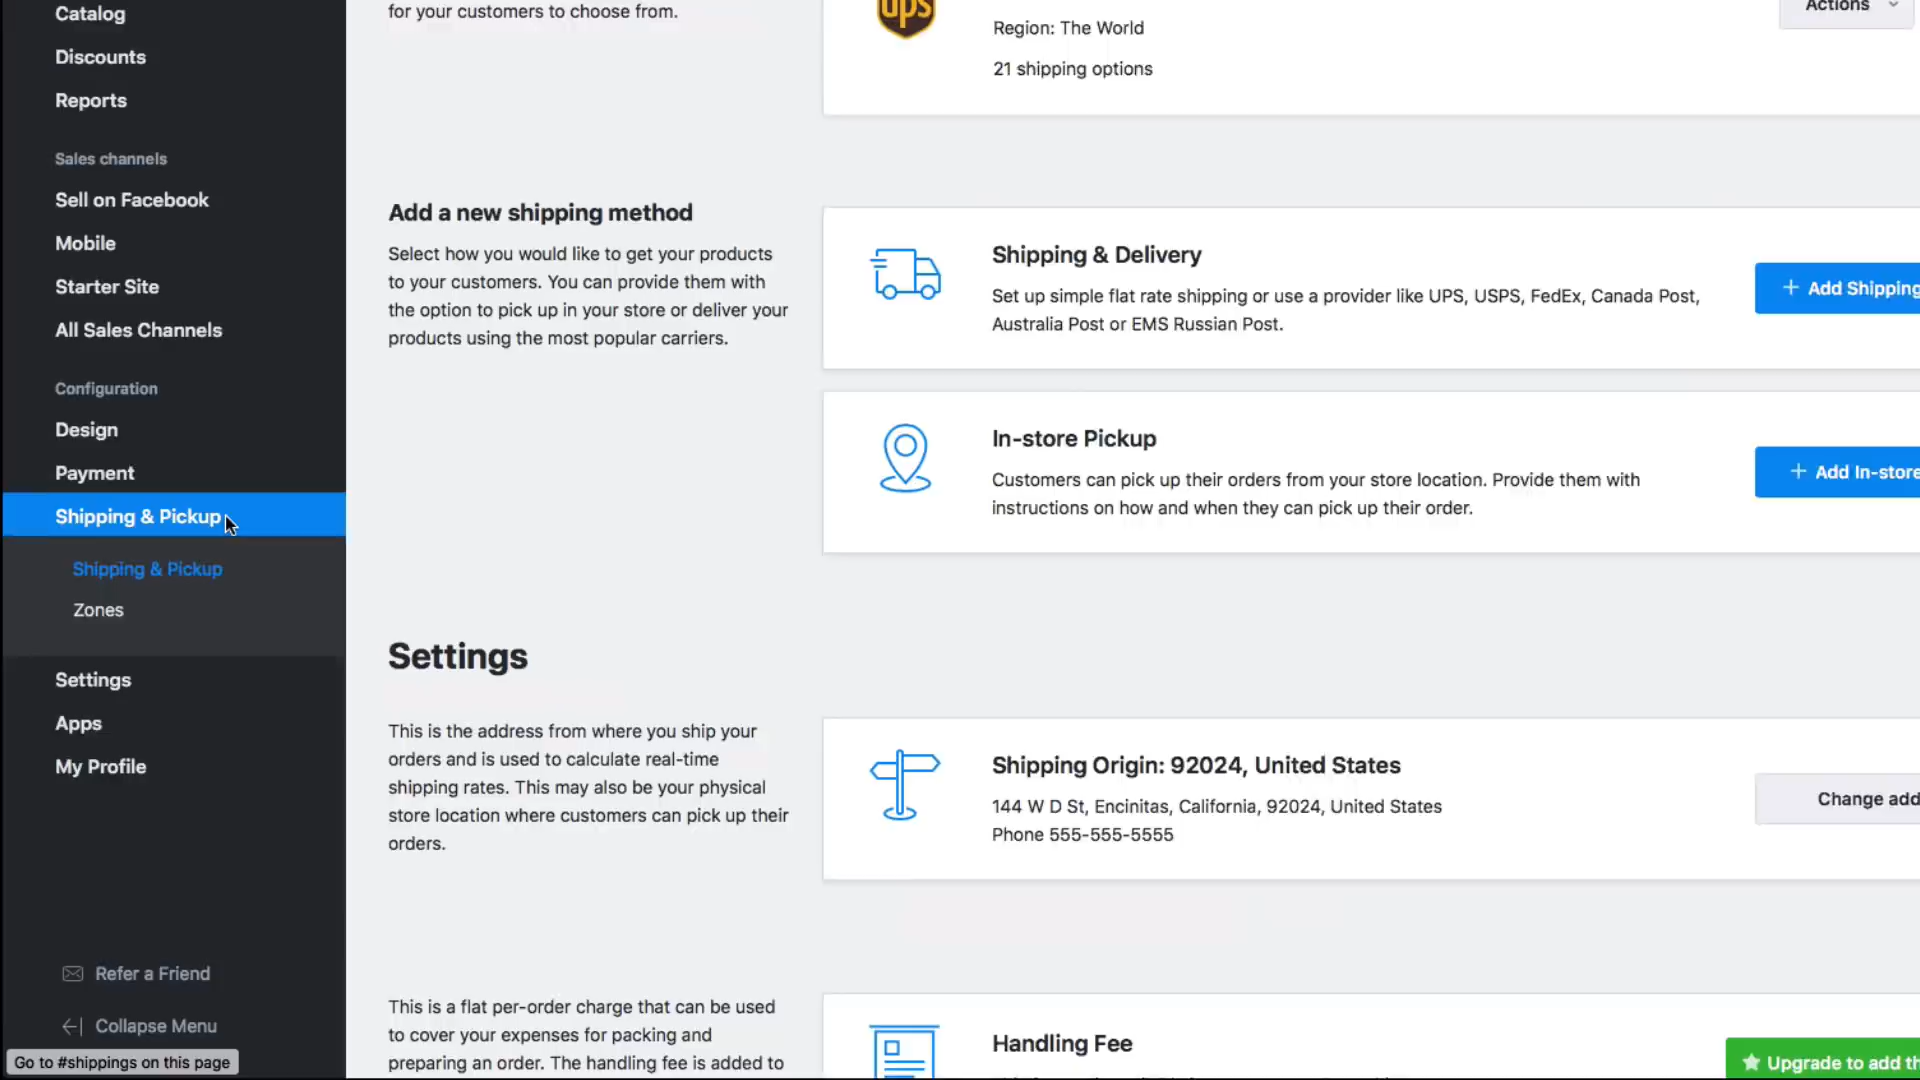 Catalog
Discounts
Reports
Sales channels
Sell on Facebook
Mobile
Starter Site
All Sales Channels
Configuration
Design
Payment
Shipping & Pickup
Shipping & Pickup
Zones
Settings
Apps
My Profile
Refer a Friend
Collapse Menu
Go to #shippings on this page
for your customers to choose from.
ups
Region: The World
21 shipping options
Actions
Add a new shipping method
Select how you would like to get your products
to your customers. You can provide them with
the option to pick up in your store or deliver your
products using the most popular carriers.
Shipping & Delivery
Set up simple flat rate shipping or use a provider like UPS, USPS, FedEx, Canada Post,
Australia Post or EMS Russian Post.
+ Add Shipping
In-store Pickup
Customers can pick up their orders from your store location. Provide them with
instructions on how and when they can pick up their order.
+ Add In-store
Settings
This is the address from where you ship your
orders and is used to calculate real-time
shipping rates. This may also be your physical
store location where customers can pick up their
orders.
Shipping Origin: 92024, United States
144 W D St, Encinitas, California, 92024, United States
Phone 555-555-5555
Change add
This is a flat per-order charge that can be used
to cover your expenses for packing and
preparing an order. The handling fee is added to
Handling Fee
Upgrade to add th